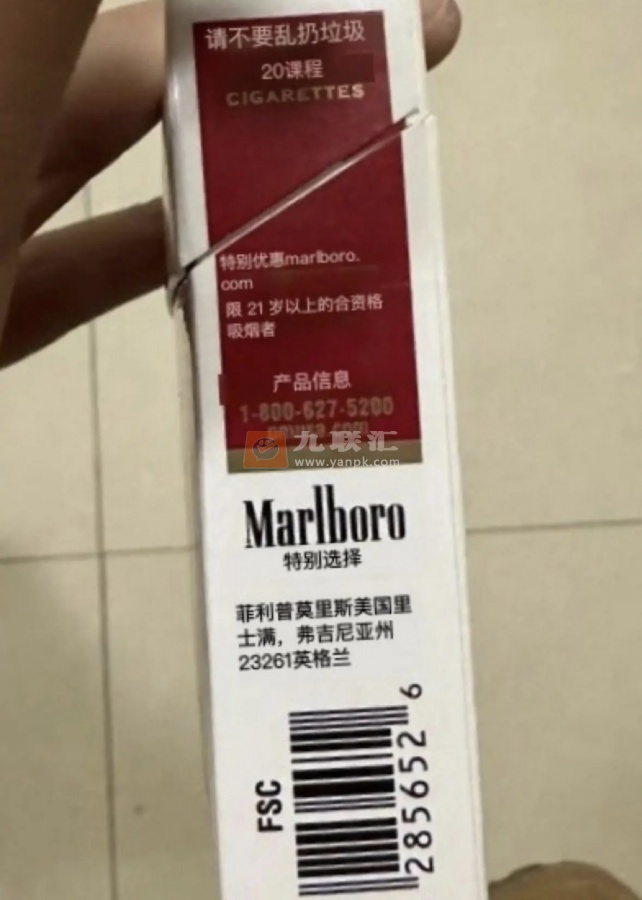 请不要乱扔垃圾
20课程
CIGARETTES
特别优惠marlboro.
com
限 21 岁以上的合资格
吸烟者
产品信息
1-800-627-5200
九联汇
www.yanpk.com
Marlboro
特别选择
菲利普莫里斯美国里
士满，弗吉尼亚州
23261英格兰
FSC
285652 6